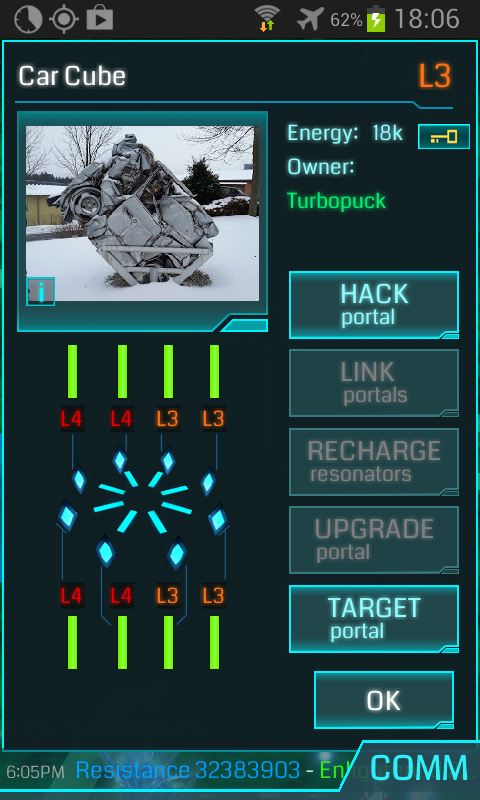 62% 18:06
Car Cube L3
Energy: 18k
Owner:
Turbopuck
i
HACK
portal
LINK
portals
RECHARGE
resonators
UPGRADE
portal
TARGET
portal
OK
L4 L4 L3 L3
L4 L4 L3 L3
6:05PM Resistance 32383903 - Enl
COMM